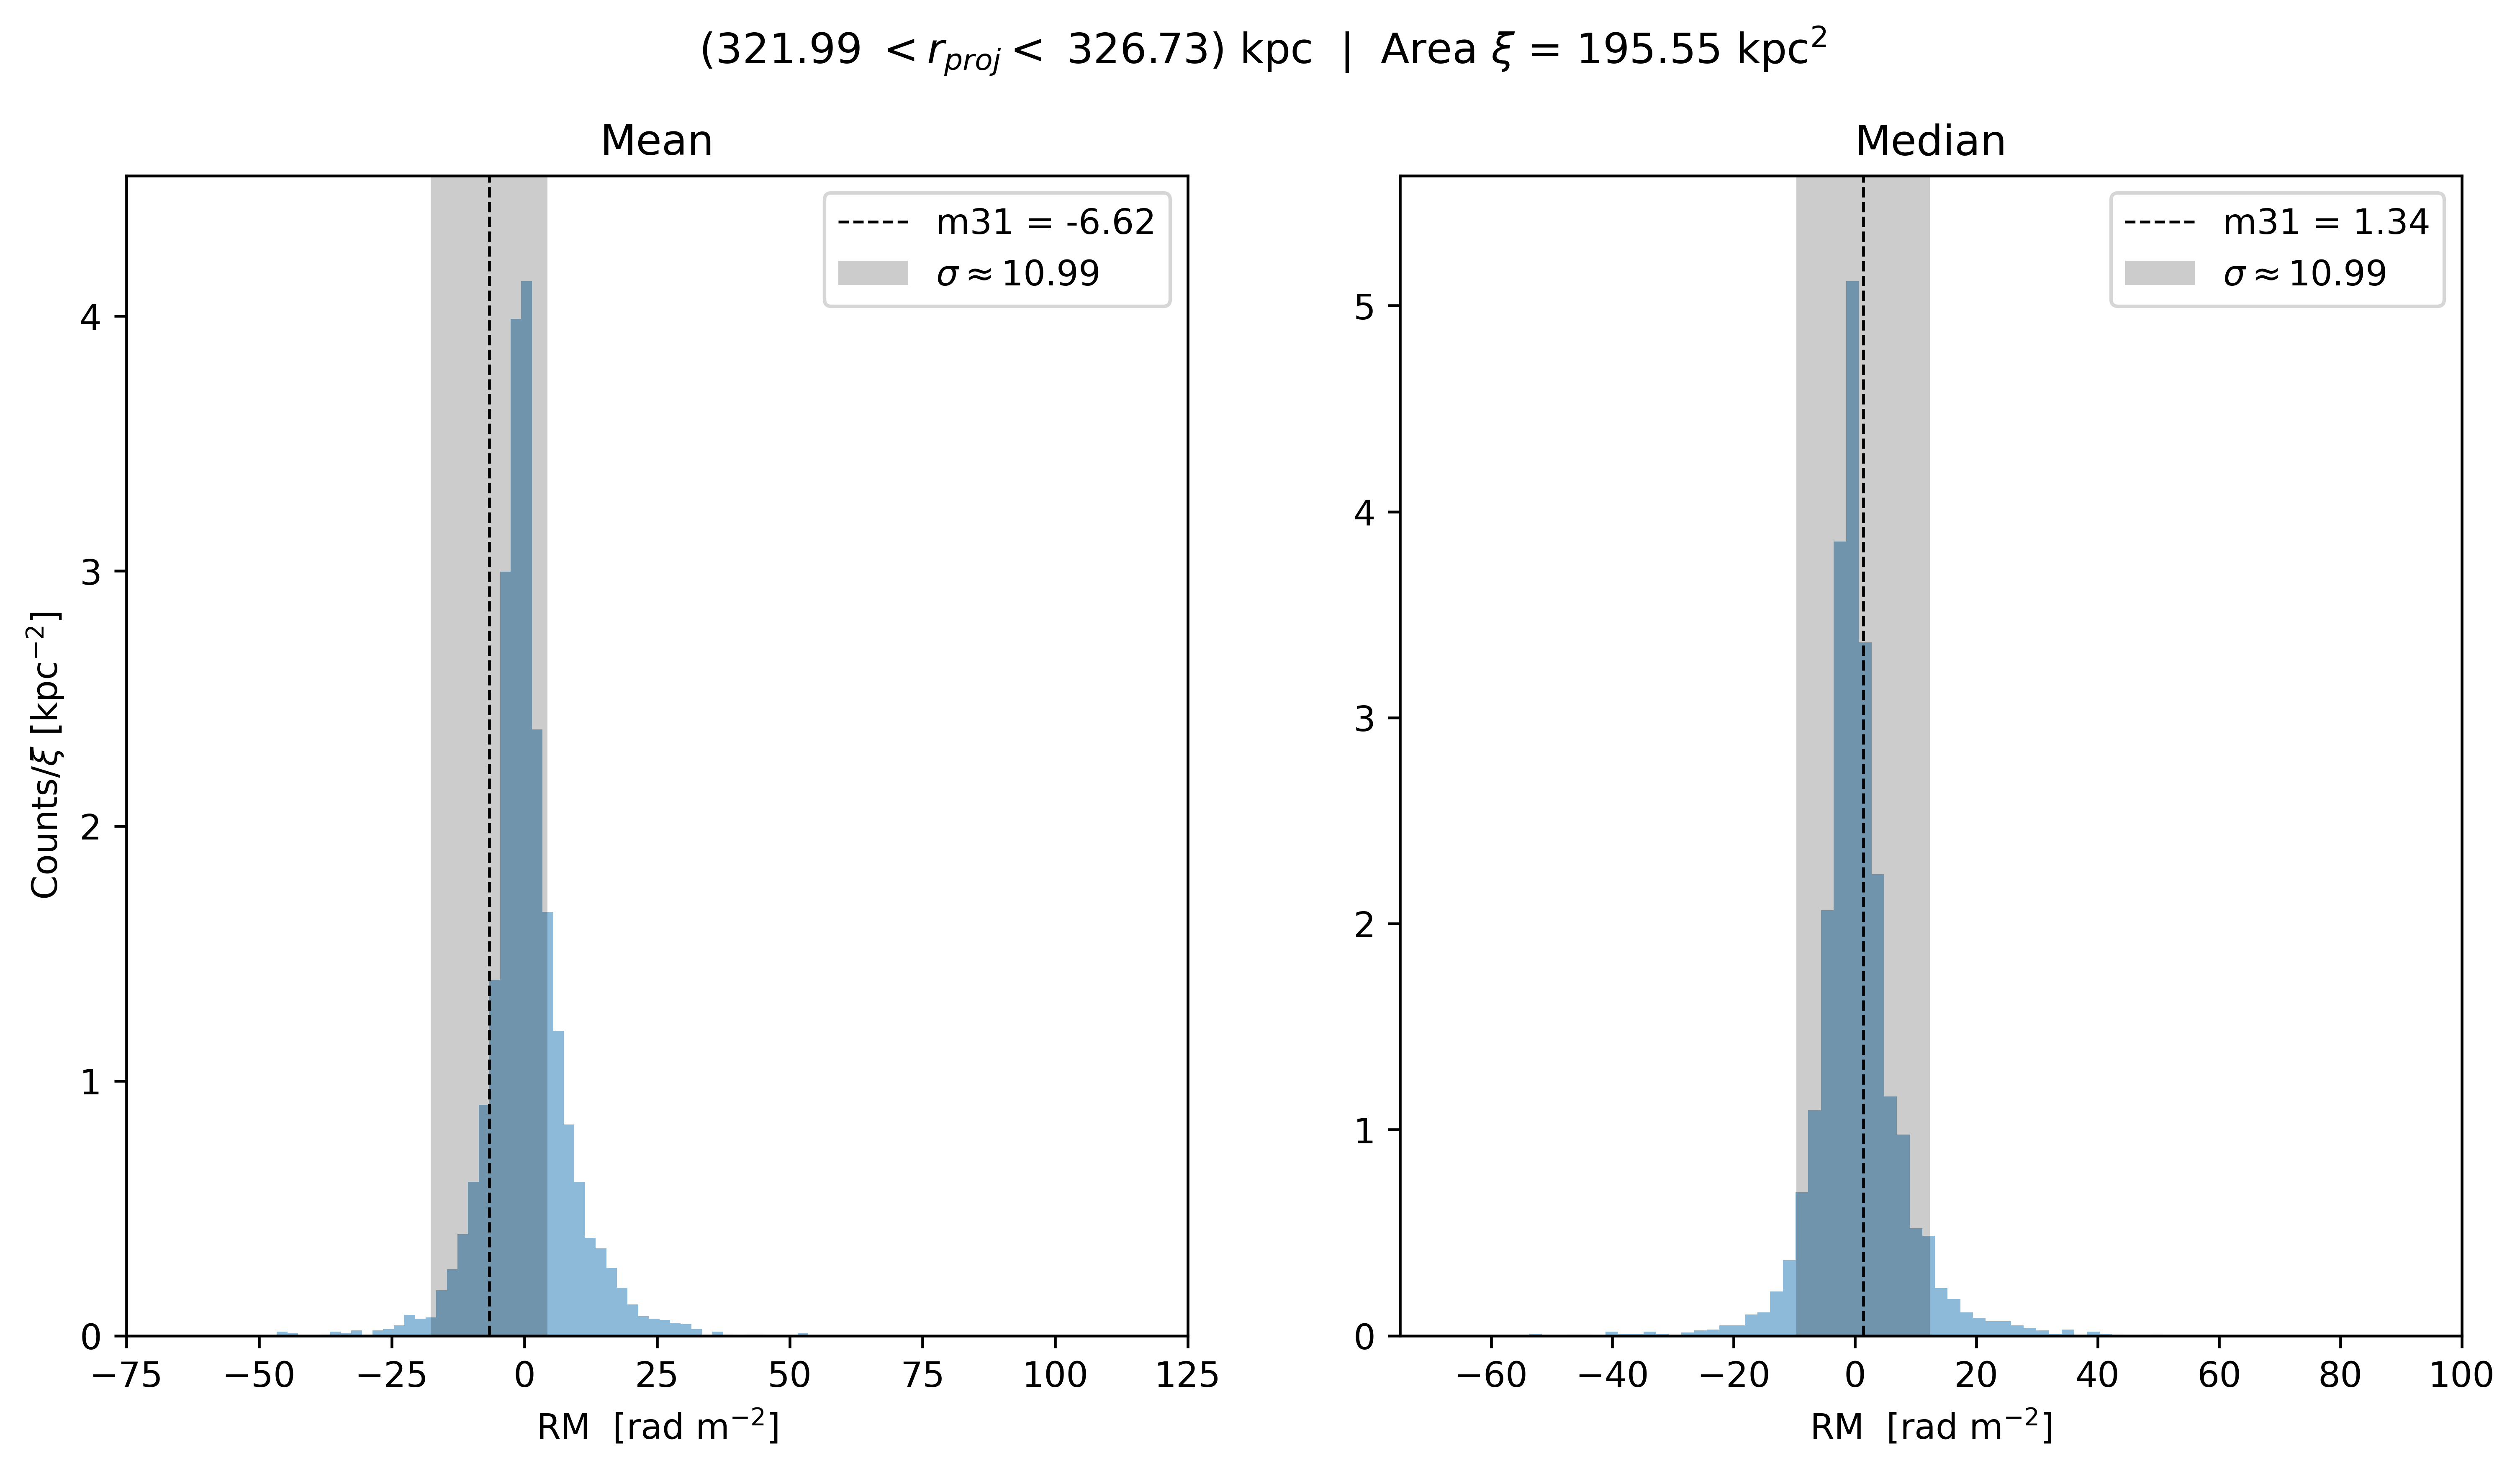 (321.99 < r_proj < 326.73) kpc | Area ξ = 195.55 kpc²
Mean
m31 = -6.62
σ ≈ 10.99
Counts/ξ [kpc⁻²]
4
3
2
1
0
−75 −50 −25 0 25 50 75 100 125
RM [rad m⁻²]
Median
m31 = 1.34
σ ≈ 10.99
5
4
3
2
1
0
−60 −40 −20 0 20 40 60 80 100
RM [rad m⁻²]